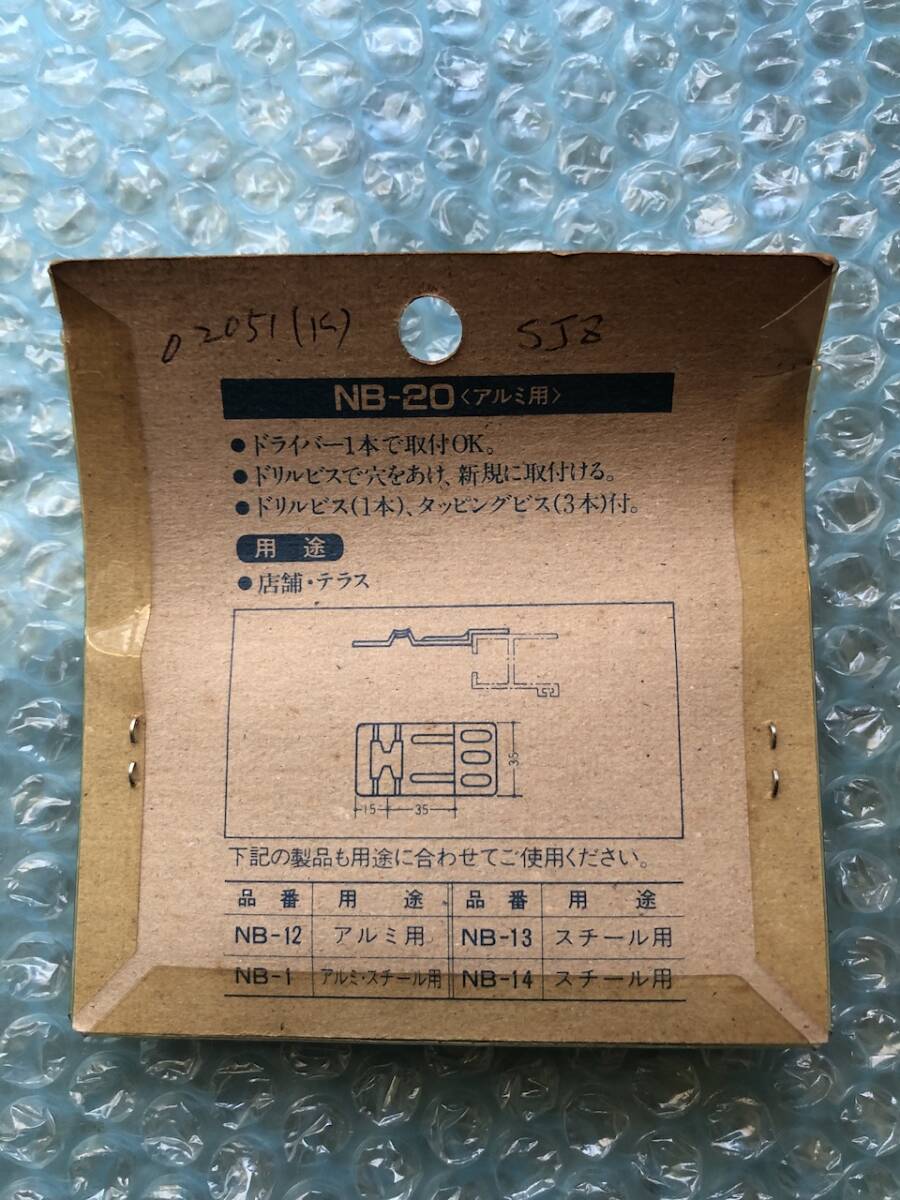 02051(1G) SJ8
NB-20〈アルミ用〉
●ドライバー1本で取付OK。
●ドリルビスで穴をあけ、新規に取付ける。
●ドリルビス(1本)、タッピングビス(3本)付。
用途
●店舗・テラス
35
15 35
下記の製品も用途に合わせてご使用ください。
品番 用途 品番 用途
NB-12 アルミ用 NB-13 スチール用
NB-1 アルミ・スチール用 NB-14 スチール用